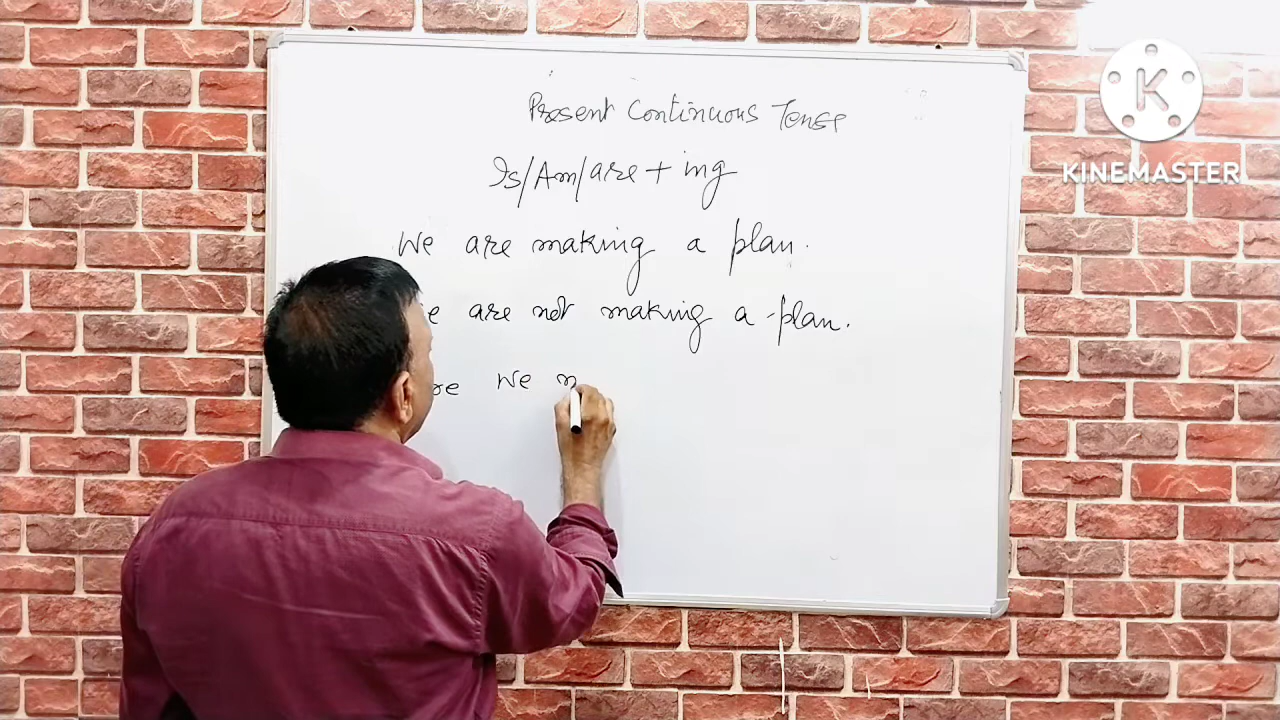 Present Continuous Tense
Is/Am/are + ing
We are making a plan.
are not making a plan.
We
K
KINEMASTER